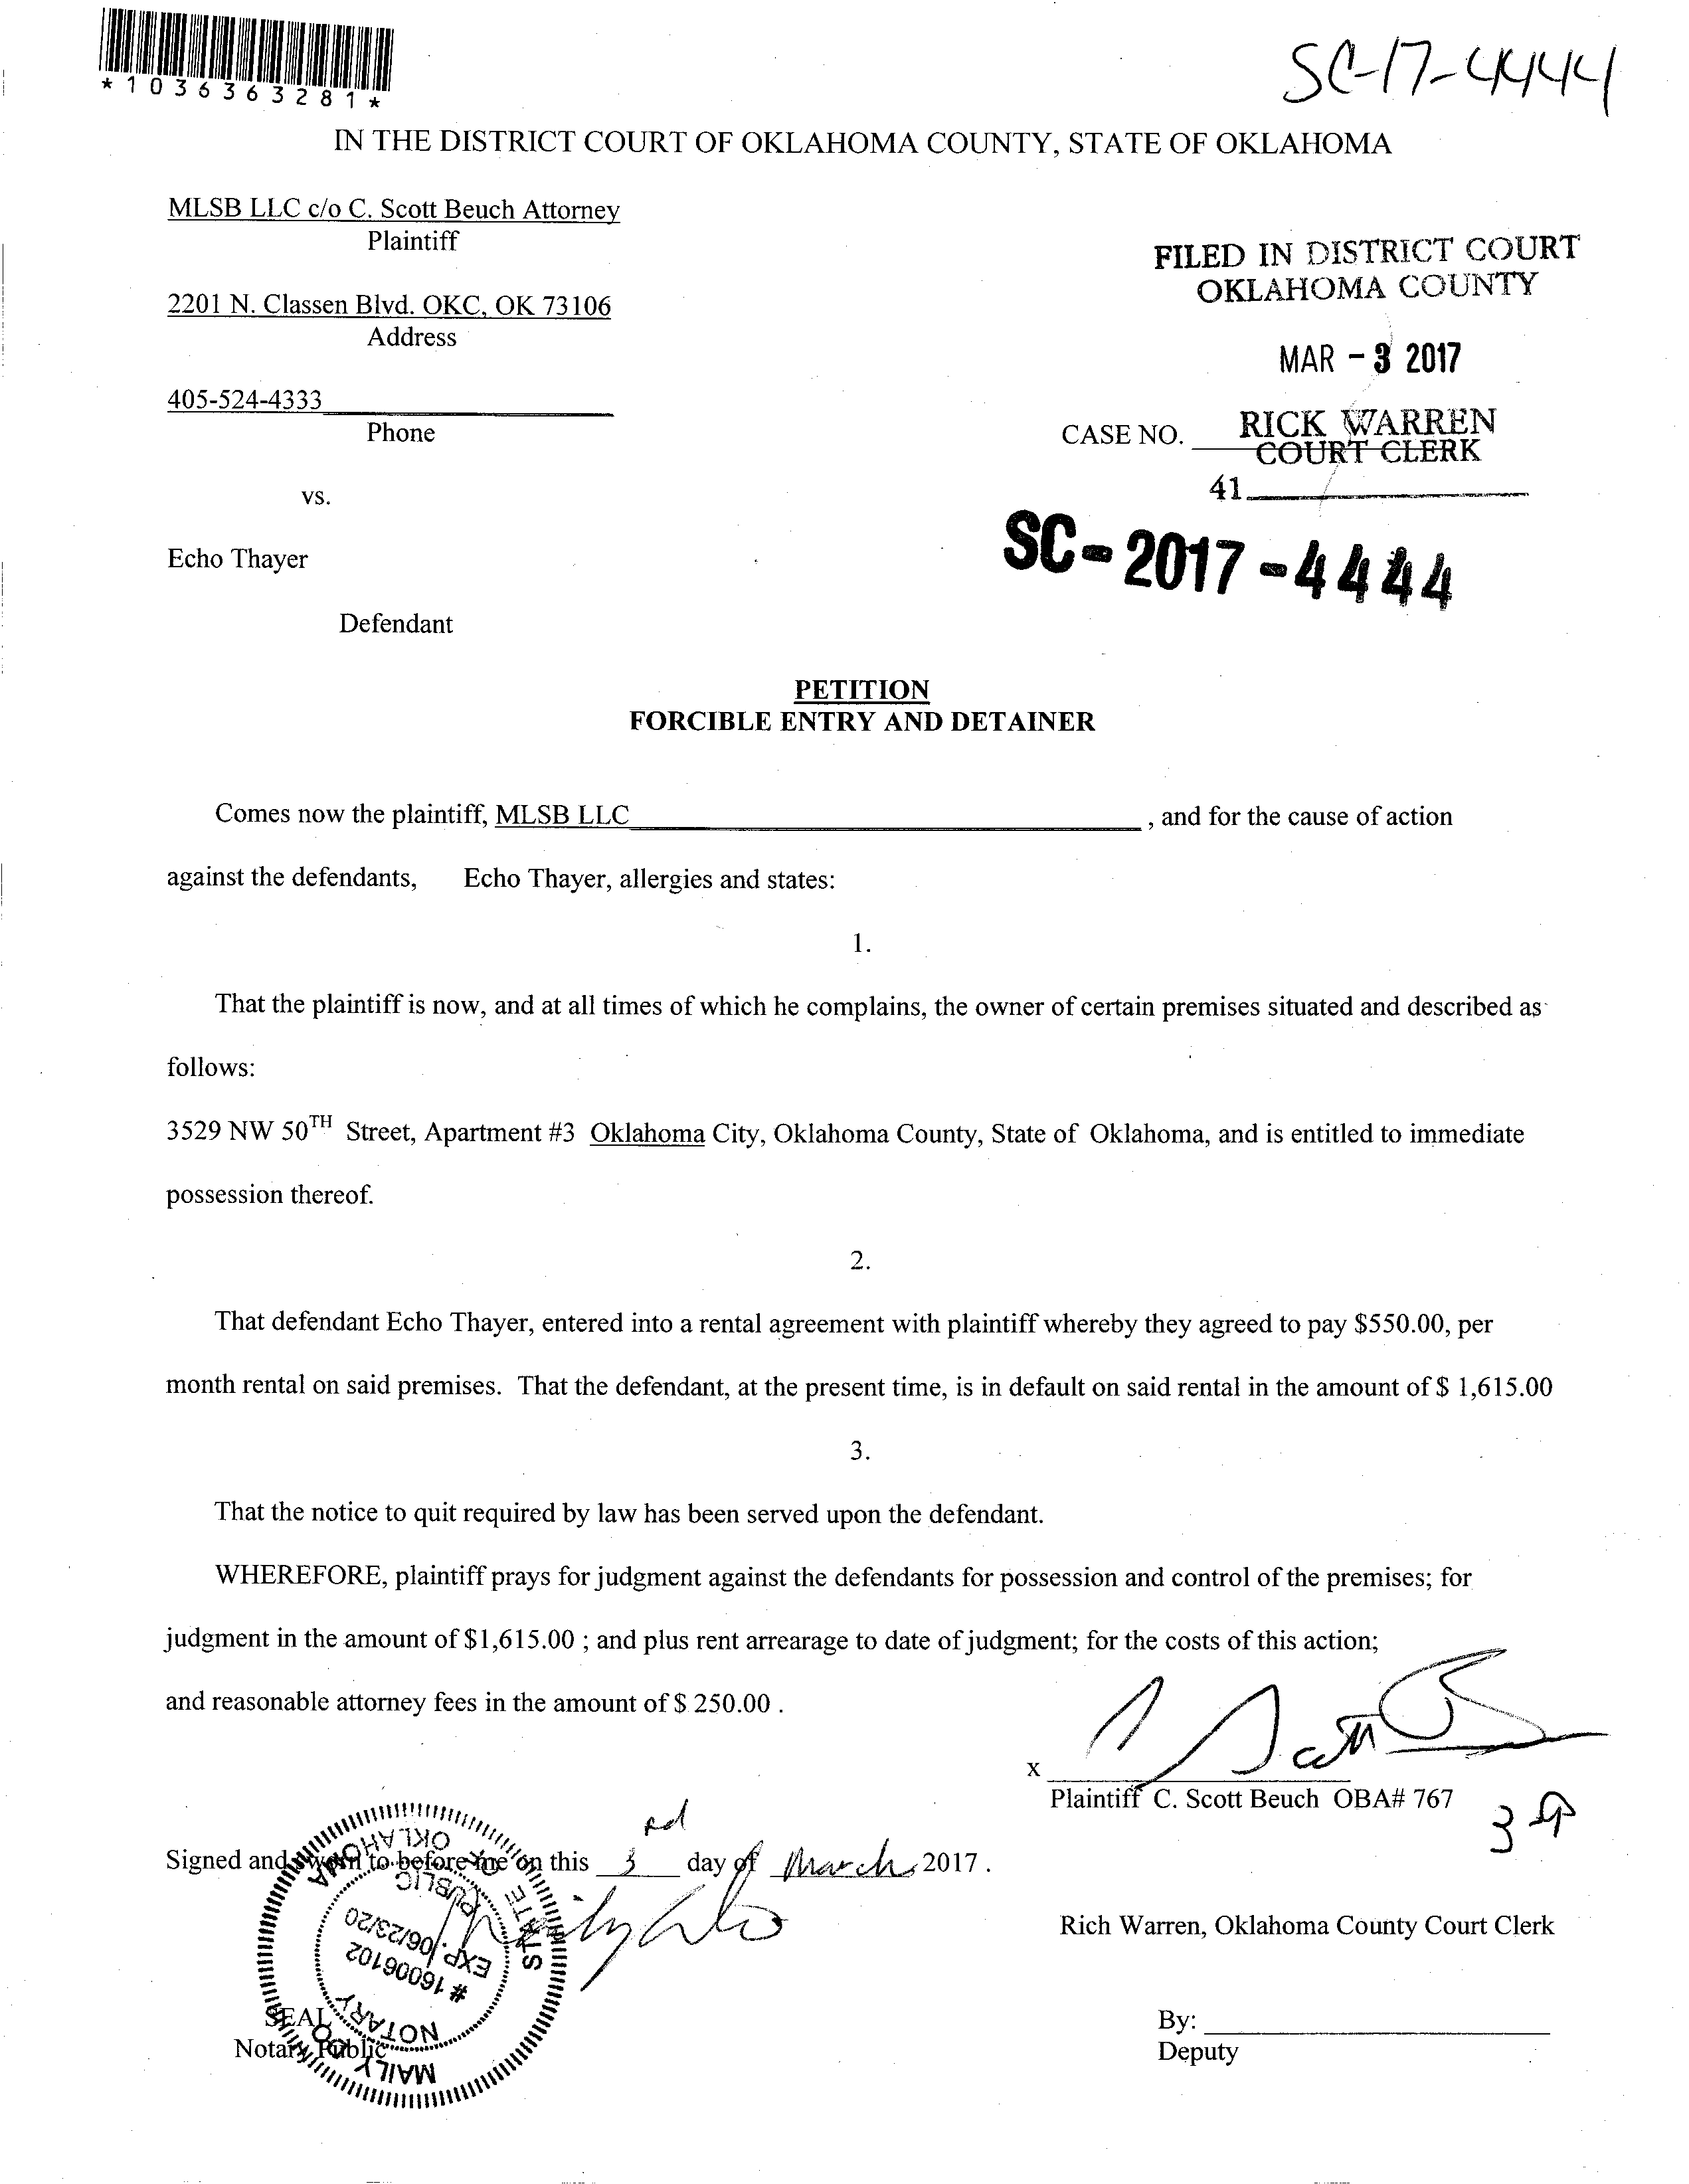 *1036363281*
SC-17-4444
IN THE DISTRICT COURT OF OKLAHOMA COUNTY, STATE OF OKLAHOMA
MLSB LLC c/o C. Scott Beuch Attorney
Plaintiff
2201 N. Classen Blvd. OKC, OK 73106
Address
405-524-4333
Phone
vs.
Echo Thayer
Defendant
FILED IN DISTRICT COURT
OKLAHOMA COUNTY
MAR - 3 2017
CASE NO. RICK WARREN
COURT CLERK
41
SC-2017-4444
PETITION
FORCIBLE ENTRY AND DETAINER
Comes now the plaintiff, MLSB LLC , and for the cause of action
against the defendants, Echo Thayer, allergies and states:
1.
That the plaintiff is now, and at all times of which he complains, the owner of certain premises situated and described as
follows:
3529 NW 50TH Street, Apartment #3 Oklahoma City, Oklahoma County, State of Oklahoma, and is entitled to immediate
possession thereof.
2.
That defendant Echo Thayer, entered into a rental agreement with plaintiff whereby they agreed to pay $550.00, per
month rental on said premises. That the defendant, at the present time, is in default on said rental in the amount of $ 1,615.00
3.
That the notice to quit required by law has been served upon the defendant.
WHEREFORE, plaintiff prays for judgment against the defendants for possession and control of the premises; for
judgment in the amount of $1,615.00 ; and plus rent arrearage to date of judgment; for the costs of this action;
and reasonable attorney fees in the amount of $ 250.00 .
x
Plaintiff C. Scott Beuch OBA# 767
Signed and sworn to before me on this 3 rd day of March, 2017 .
MAILY DO
NOTARY PUBLIC
STATE OF OKLAHOMA
# 16006102
EXP. 06/23/20
SEAL
Notary Public
Rich Warren, Oklahoma County Court Clerk
By:
Deputy